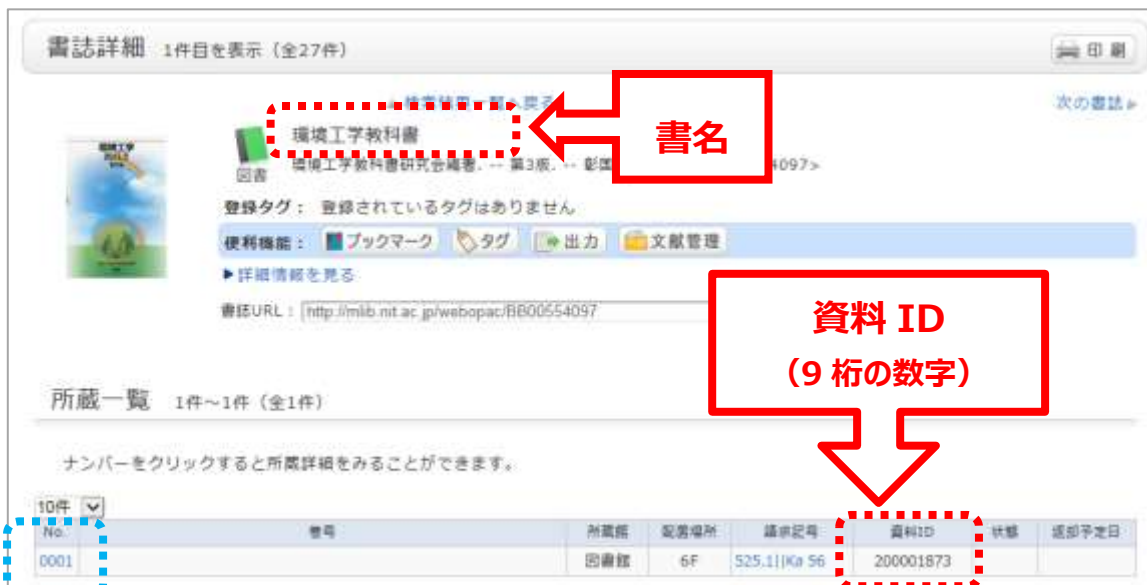 書誌詳細 1件目を表示（全27件）
印刷
検索結果一覧へ戻る
次の書誌
書名
環境工学教科書
図書
環境工学教科書研究会編著. -- 第3版. -- 彰国
4097>
登録タグ： 登録されているタグはありません
便利機能： ブックマーク タグ 出力 文献管理
▶詳細情報を見る
書誌URL： http://mlib.nit.ac.jp/webopac/BB00554097
資料 ID
（9 桁の数字）
所蔵一覧 1件～1件（全1件）
ナンバーをクリックすると所蔵詳細をみることができます。
10件
No. 巻号 所蔵館 配置場所 請求記号 資料ID 状態 返却予定日
0001 図書館 6F 525.1||Ka 56 200001873